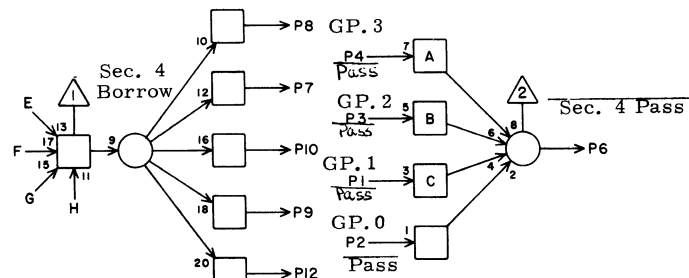 10 P8
GP.3
P4 7 A
Pass
Sec. 4
Borrow
1
12 P7
2
Sec. 4 Pass
E 13
F 17
15
G
H 11
9
GP.2
P3 5 B
Pass
6 8
P6
16 P10
GP.1
P1 3 C
Pass
4 2
18 P9
GP.0
P2 1
Pass
20 P12